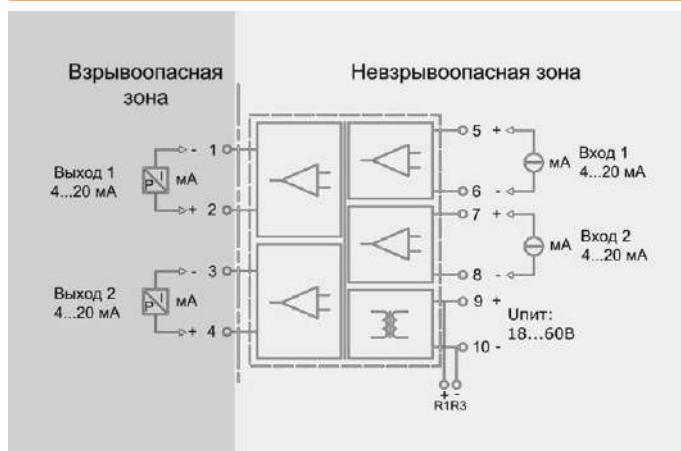 Взрывоопасная
зона
Невзрывоопасная зона
Выход 1
4...20 мА
P I
мА
- 1
+ 2
Выход 2
4...20 мА
P I
мА
- 3
+ 4
5 +
6 -
мА
Вход 1
4...20 мА
7 +
8 -
мА
Вход 2
4...20 мА
9 +
10 -
Uпит:
18...60В
+ -
R1R3